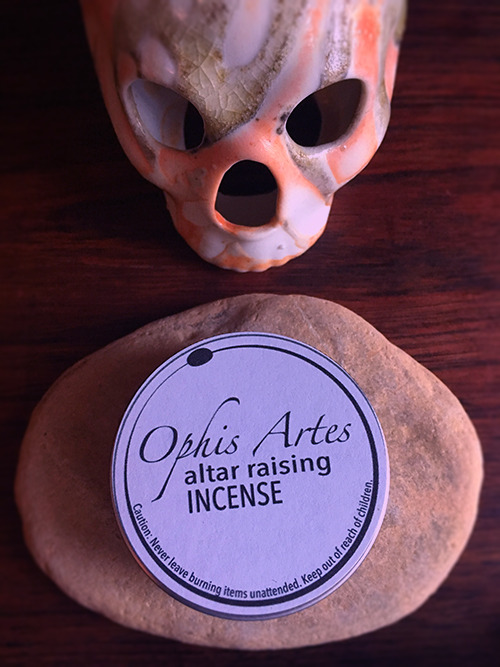 Ophis Artes
altar raising
INCENSE
Caution: Never leave burning items unattended. Keep out of reach of children.